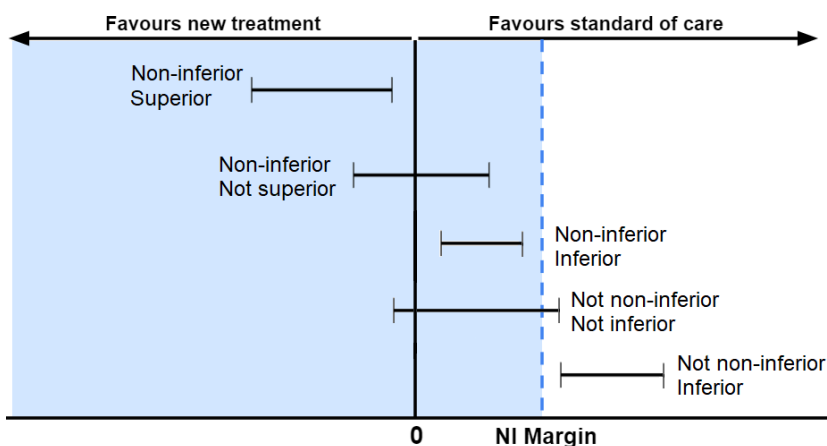 Favours new treatment
Favours standard of care
Non-inferior
Superior
Non-inferior
Not superior
Non-inferior
Inferior
Not non-inferior
Not inferior
Not non-inferior
Inferior
0
NI Margin